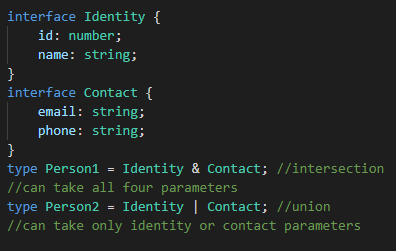 interface Identity {
    id: number;
    name: string;
}
interface Contact {
    email: string;
    phone: string;
}
type Person1 = Identity & Contact; //intersection
//can take all four parameters
type Person2 = Identity | Contact; //union
//can take only identity or contact parameters